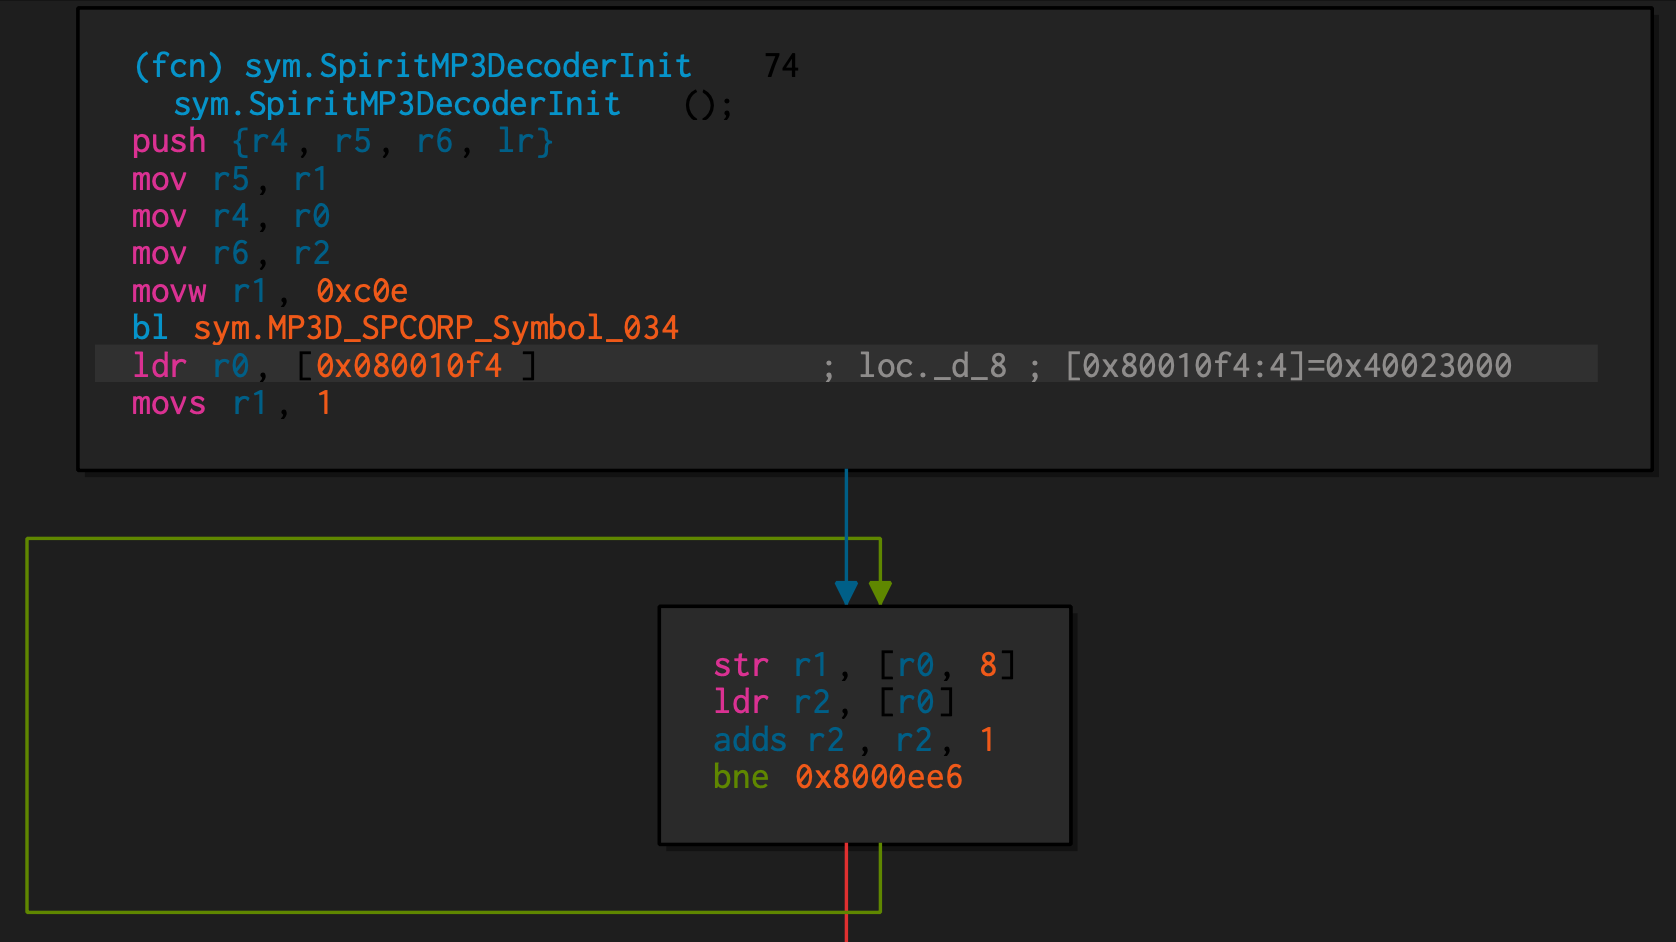 (fcn) sym.SpiritMP3DecoderInit 74
sym.SpiritMP3DecoderInit ();
push {r4, r5, r6, lr}
mov r5, r1
mov r4, r0
mov r6, r2
movw r1, 0xc0e
bl sym.MP3D_SPCORP_Symbol_034
ldr r0, [0x080010f4 ] ; loc._d_8 ; [0x80010f4:4]=0x40023000
movs r1, 1
str r1, [r0, 8]
ldr r2, [r0]
adds r2, r2, 1
bne 0x8000ee6